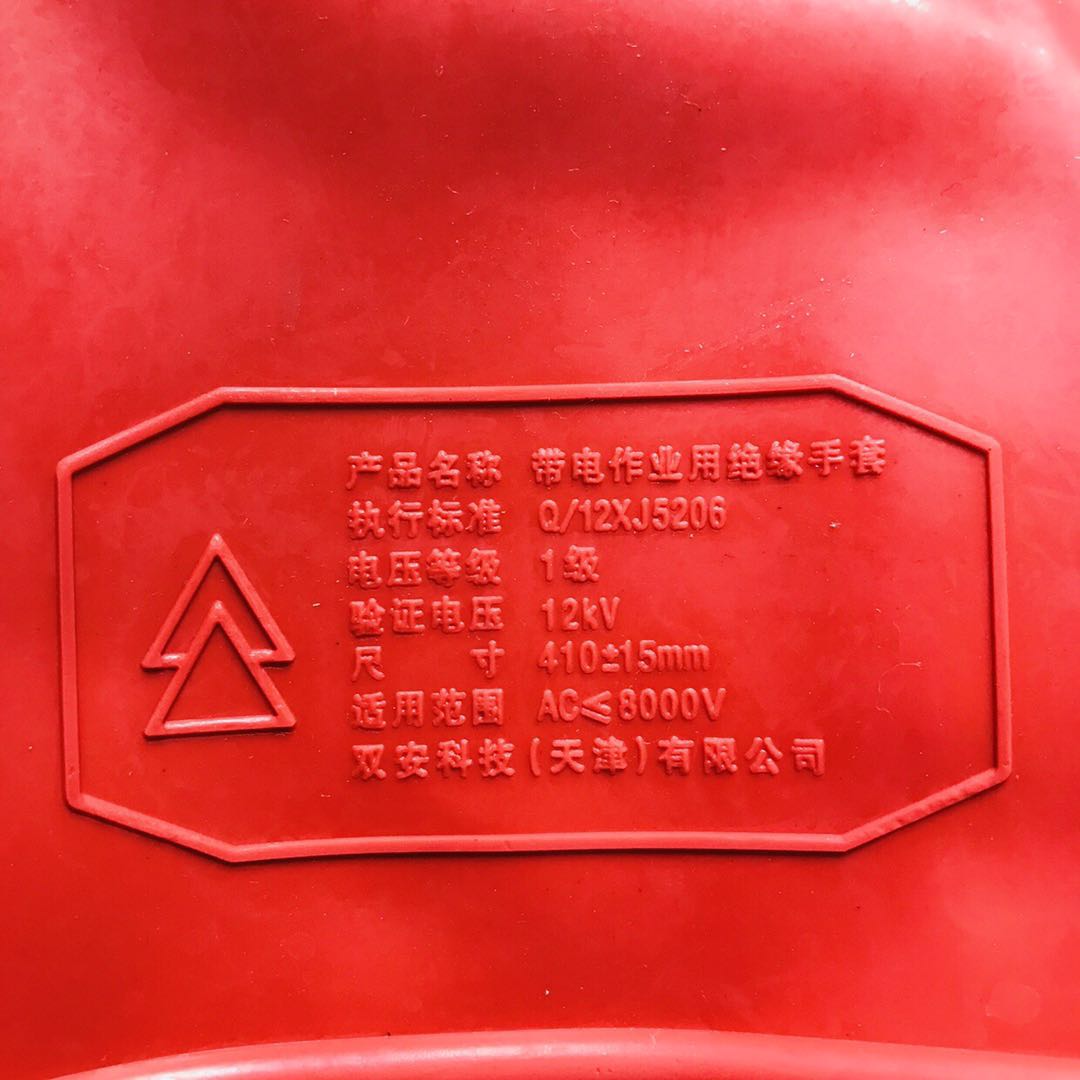 产品名称 带电作业用绝缘手套
执行标准 Q/12XJ5206
电压等级 1级
验证电压 12kV
尺寸 410±15mm
适用范围 AC≤8000V
双安科技(天津)有限公司